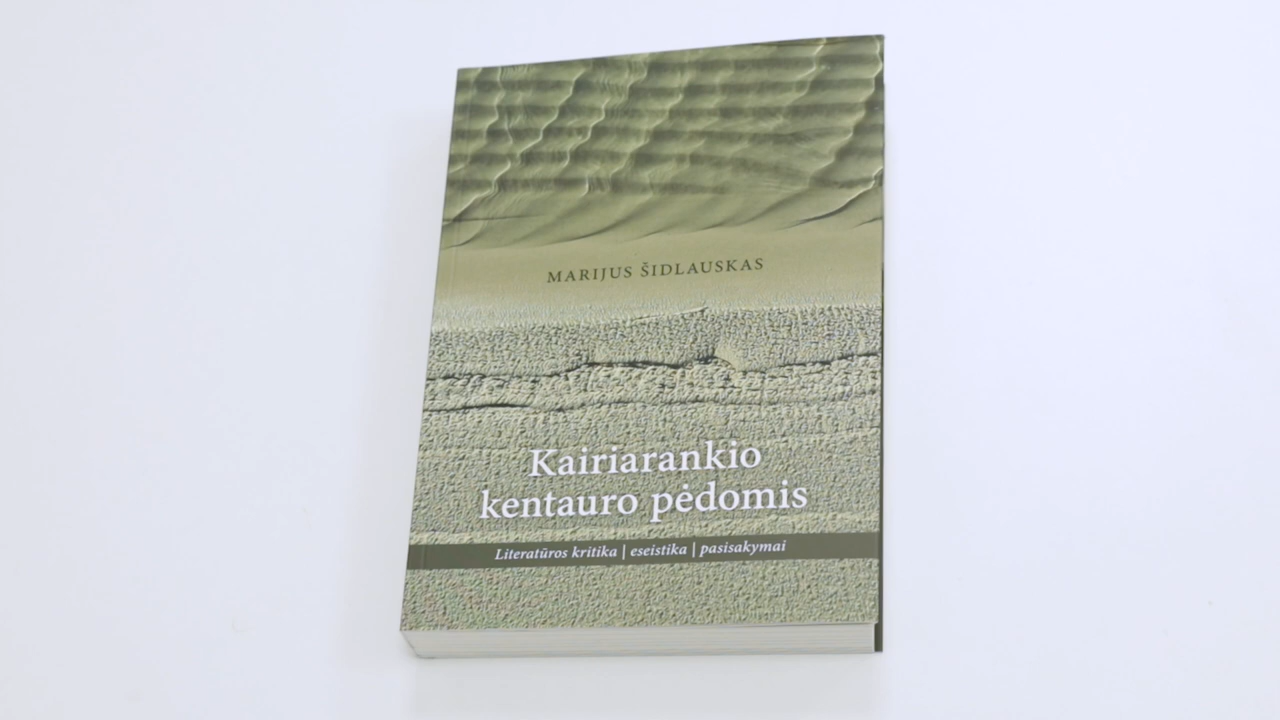 MARIJUS ŠIDLAUSKAS
Kairiarankio
kentauro pėdomis
Literatūros kritika | eseistika | pasisakymai